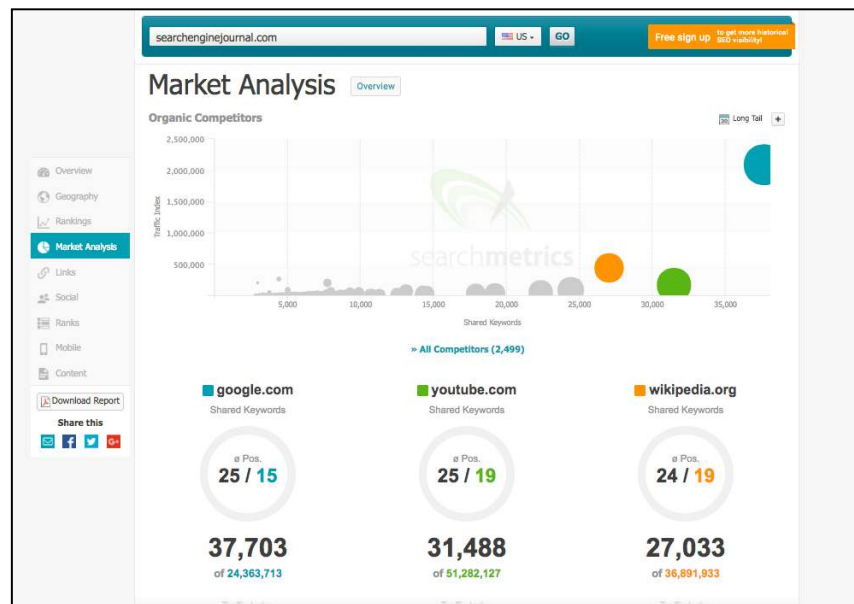 searchenginejournal.com
US
GO
Free sign up
to get more historical
SEO visibility!
Market Analysis
Overview
Organic Competitors
Long Tail
+
Overview
Geography
Rankings
Market Analysis
Links
Social
Ranks
Mobile
Content
Download Report
Share this
Traffic Index
2,500,000
2,000,000
1,500,000
1,000,000
500,000
searchmetrics
5,000 10,000 15,000 20,000 25,000 30,000 35,000
Shared Keywords
» All Competitors (2,499)
google.com youtube.com wikipedia.org
Shared Keywords Shared Keywords Shared Keywords
ø Pos. ø Pos. ø Pos.
25 / 15 25 / 19 24 / 19
37,703 31,488 27,033
of 24,363,713 of 51,282,127 of 36,891,933